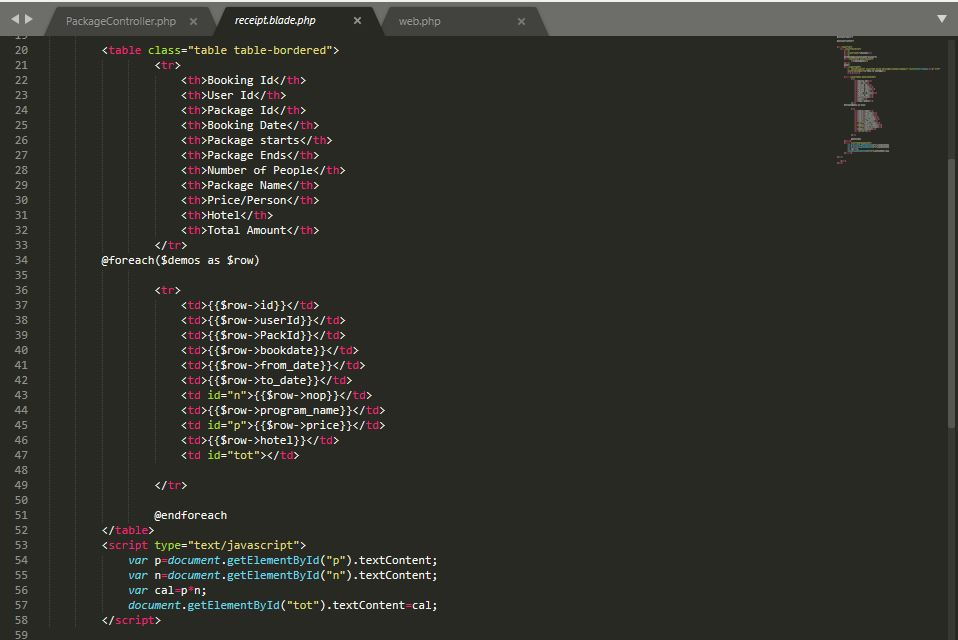 PackageController.php × receipt.blade.php × web.php ×
19
20 <table class="table table-bordered">
21 <tr>
22 <th>Booking Id</th>
23 <th>User Id</th>
24 <th>Package Id</th>
25 <th>Booking Date</th>
26 <th>Package starts</th>
27 <th>Package Ends</th>
28 <th>Number of People</th>
29 <th>Package Name</th>
30 <th>Price/Person</th>
31 <th>Hotel</th>
32 <th>Total Amount</th>
33 </tr>
34 @foreach($demos as $row)
35
36 <tr>
37 <td>{{$row->id}}</td>
38 <td>{{$row->userId}}</td>
39 <td>{{$row->PackId}}</td>
40 <td>{{$row->bookdate}}</td>
41 <td>{{$row->from_date}}</td>
42 <td>{{$row->to_date}}</td>
43 <td id="n">{{$row->nop}}</td>
44 <td>{{$row->program_name}}</td>
45 <td id="p">{{$row->price}}</td>
46 <td>{{$row->hotel}}</td>
47 <td id="tot"></td>
48
49 </tr>
50
51 @endforeach
52 </table>
53 <script type="text/javascript">
54 var p=document.getElementById("p").textContent;
55 var n=document.getElementById("n").textContent;
56 var cal=p*n;
57 document.getElementById("tot").textContent=cal;
58 </script>
59